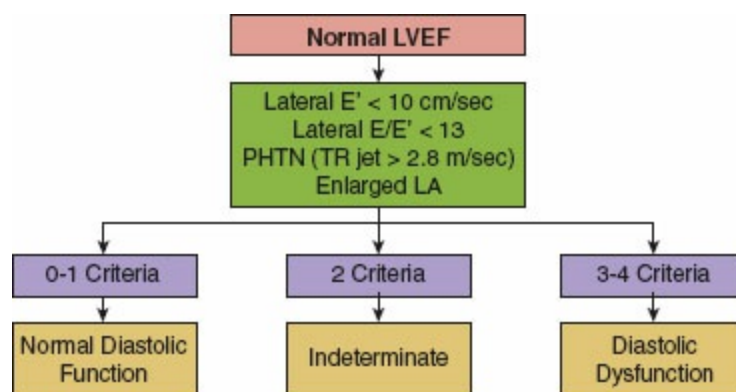 Normal LVEF
Lateral E' < 10 cm/sec
Lateral E/E' < 13
PHTN (TR jet > 2.8 m/sec)
Enlarged LA
0-1 Criteria
2 Criteria
3-4 Criteria
Normal Diastolic
Function
Indeterminate
Diastolic
Dysfunction